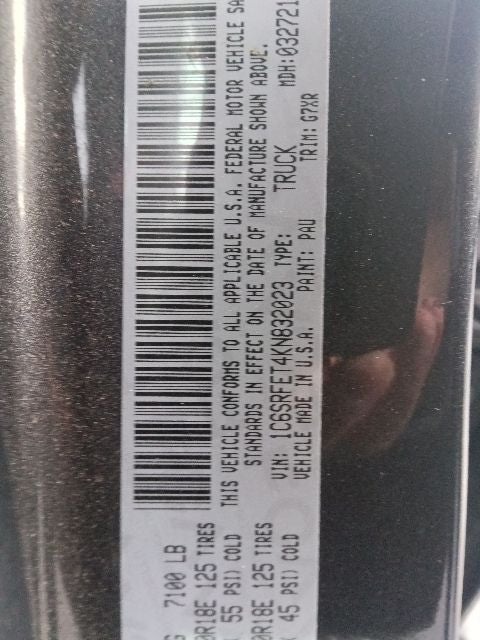 7100 LB
0R18E 125 TIRES
55 PSI) COLD
0R18E 125 TIRES
45 PSI) COLD
THIS VEHICLE CONFORMS TO ALL APPLICABLE U.S.A. FEDERAL MOTOR VEHICLE SA
STANDARDS IN EFFECT ON THE DATE OF MANUFACTURE SHOWN ABOVE.
VIN: 1C6SRFET4KN832023 TYPE: TRUCK MDH:032721
VEHICLE MADE IN U.S.A. PAINT: PAU TRIM: G7XR